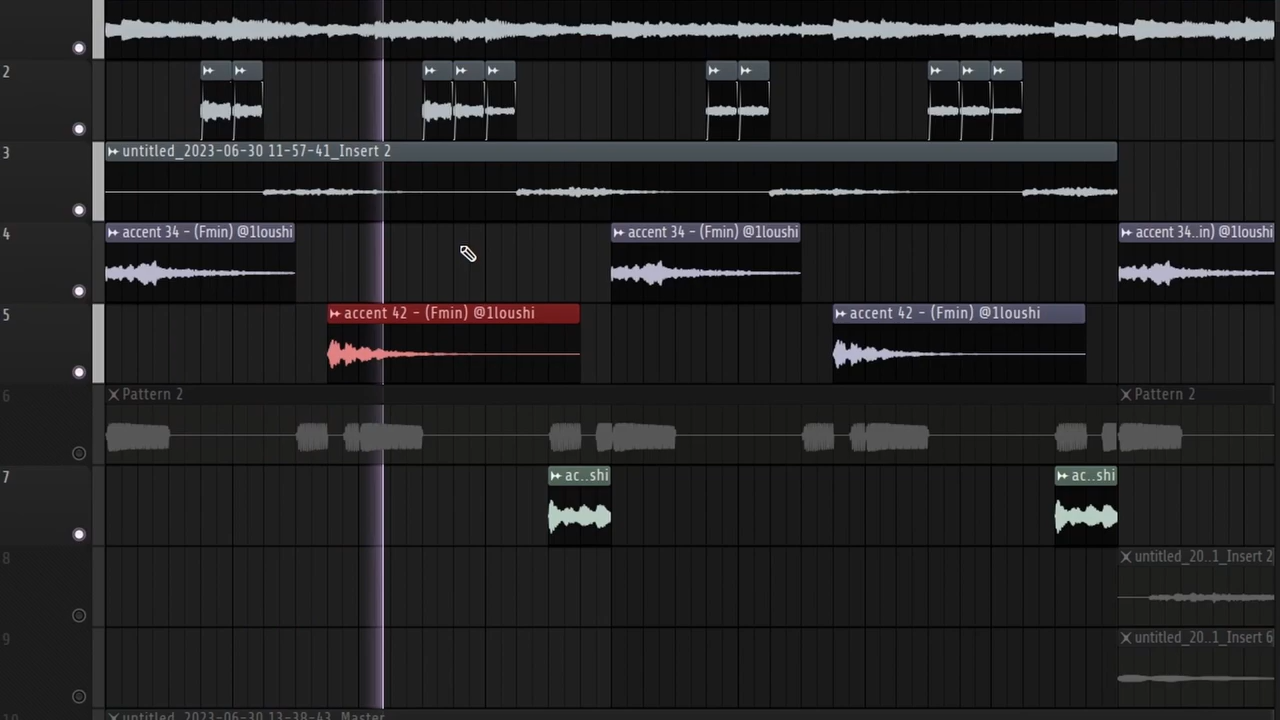 2
3
untitled_2023-06-30 11-57-41_Insert 2
4
accent 34 - (Fmin) @1loushi
accent 34 - (Fmin) @1loushi
accent 34..in) @1loushi
5
accent 42 - (Fmin) @1loushi
accent 42 - (Fmin) @1loushi
6
Pattern 2
Pattern 2
7
ac..shi
ac..shi
8
untitled_20..1_Insert 2
9
untitled_20..1_Insert 6
10
untitled_2023-06-30 13-38-43_Master